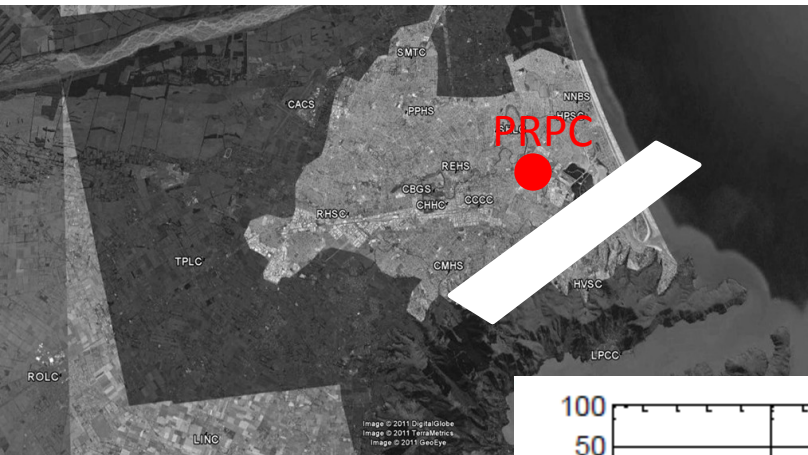 SMTC
CACS
NNBS
PPHS
HPSC
PRPC
REHS
CBGS
CHHC
CCCC
RHSC
TPLC
CMHS
HVSC
LPCC
ROLC
LINC
Image © 2011 DigitalGlobe
Image © 2011 TerraMetrics
Image © 2011 GeoEye
100
50